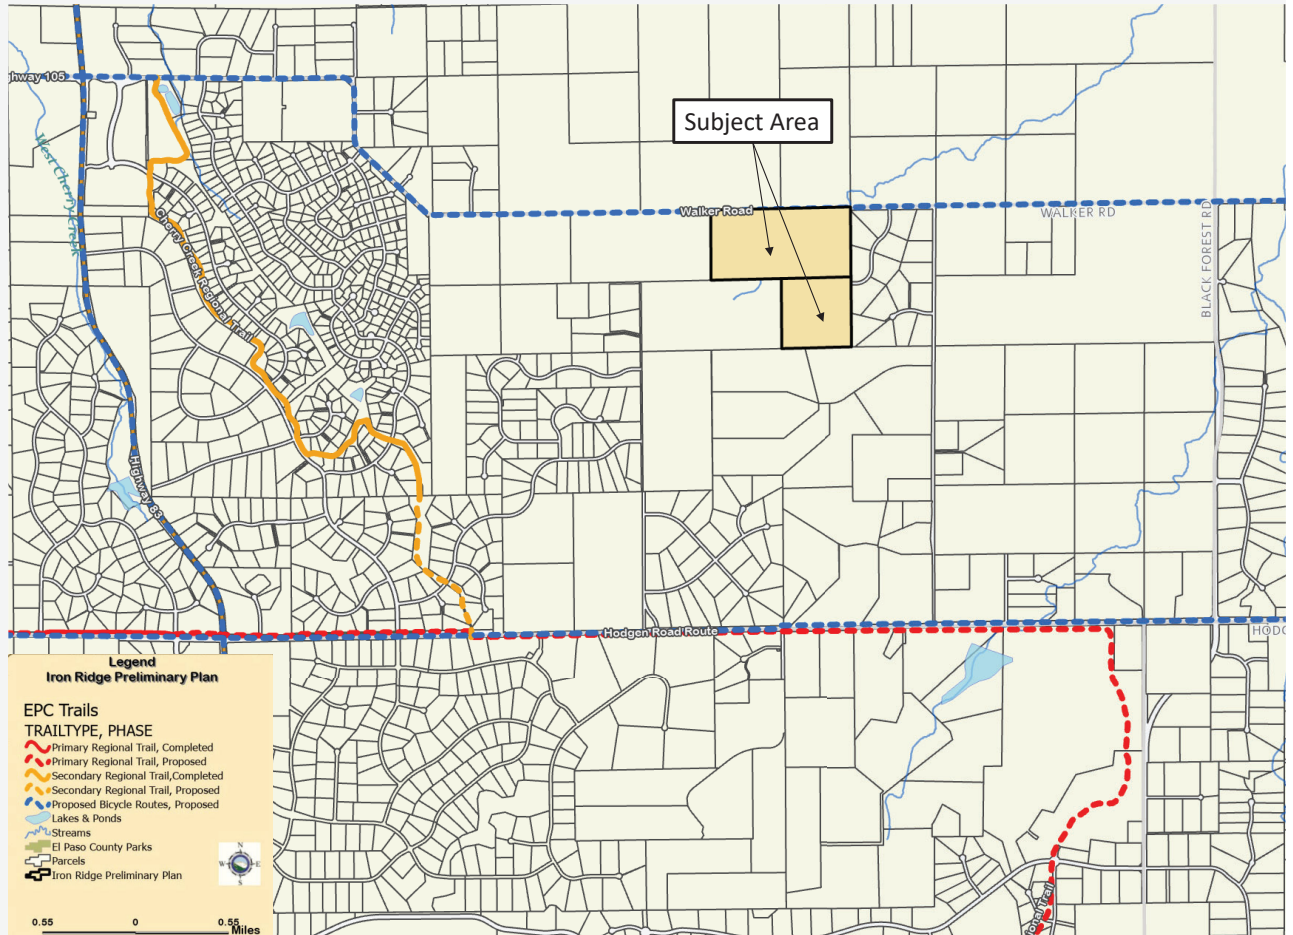 hway 105
West Cherry Creek
Subject Area
Walker Road
WALKER RD
BLACK FOREST RD
Cherry Creek Regional Trail
Highway 83
Hodgen Road Route
HODG
Legend
Iron Ridge Preliminary Plan
EPC Trails
TRAILTYPE, PHASE
Primary Regional Trail, Completed
Primary Regional Trail, Proposed
Secondary Regional Trail,Completed
Secondary Regional Trail, Proposed
Proposed Bicycle Routes, Proposed
Lakes & Ponds
Streams
El Paso County Parks
Parcels
Iron Ridge Preliminary Plan
N
W E
S
0.55 0 0.55 Miles
ional Trail